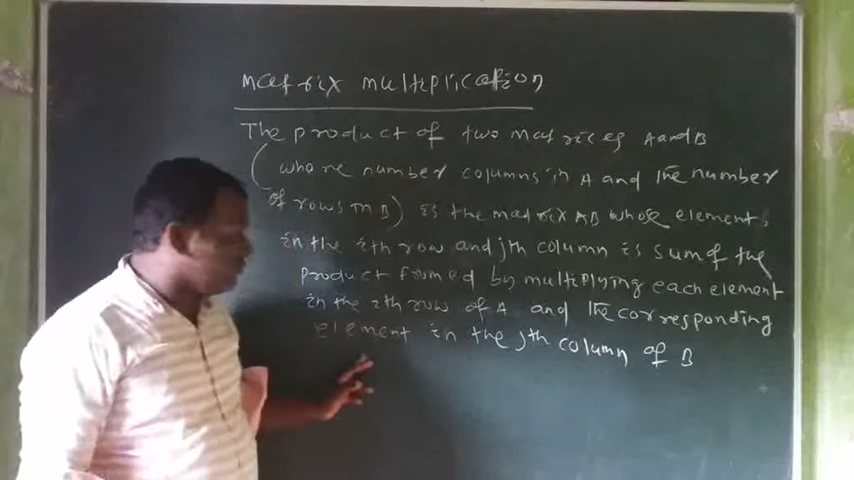 matrix multiplication
The product of two matrices A and B
(whore number columns in A and the number
of rows in B) is the matrix AB whose element,
in the ith row and jth column is sum of the
product formed by multiplying each element
in the ith row of A and the corresponding
element in the jth column of B